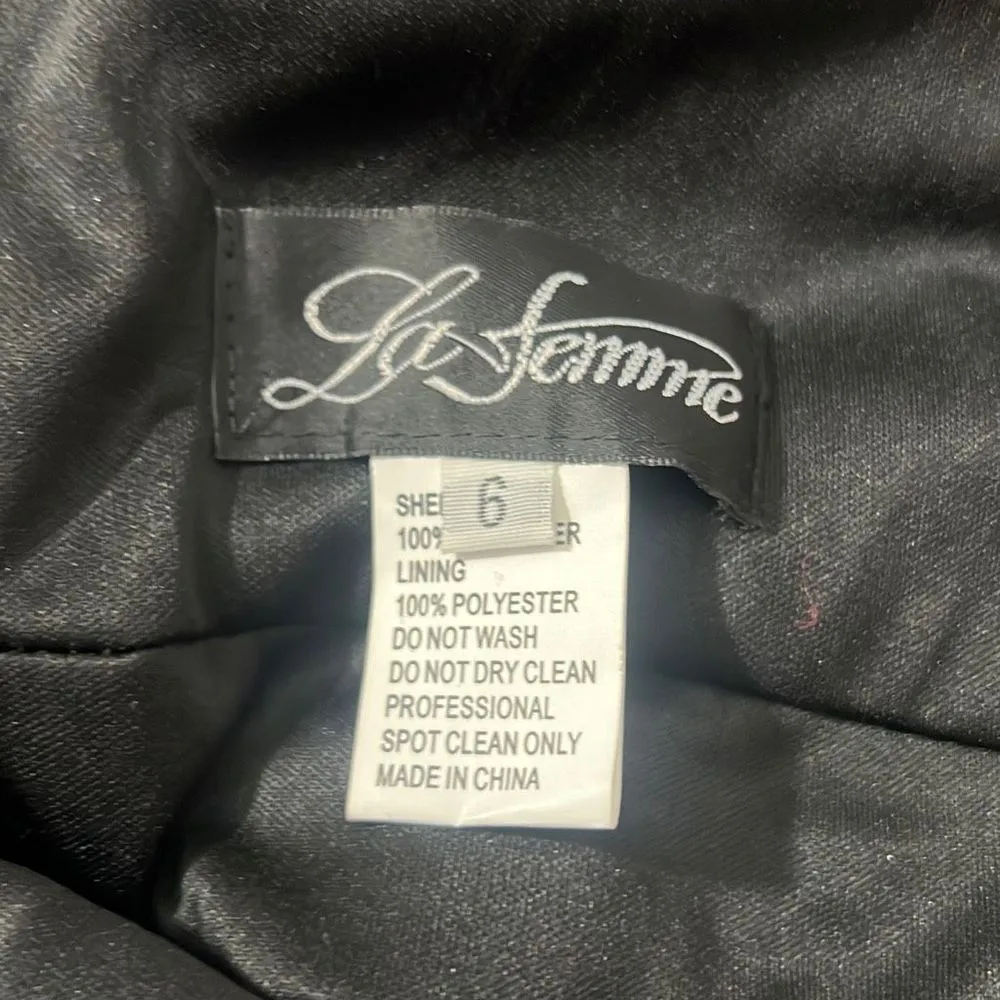 La Femme
6
SHE
100% ER
LINING
100% POLYESTER
DO NOT WASH
DO NOT DRY CLEAN
PROFESSIONAL
SPOT CLEAN ONLY
MADE IN CHINA